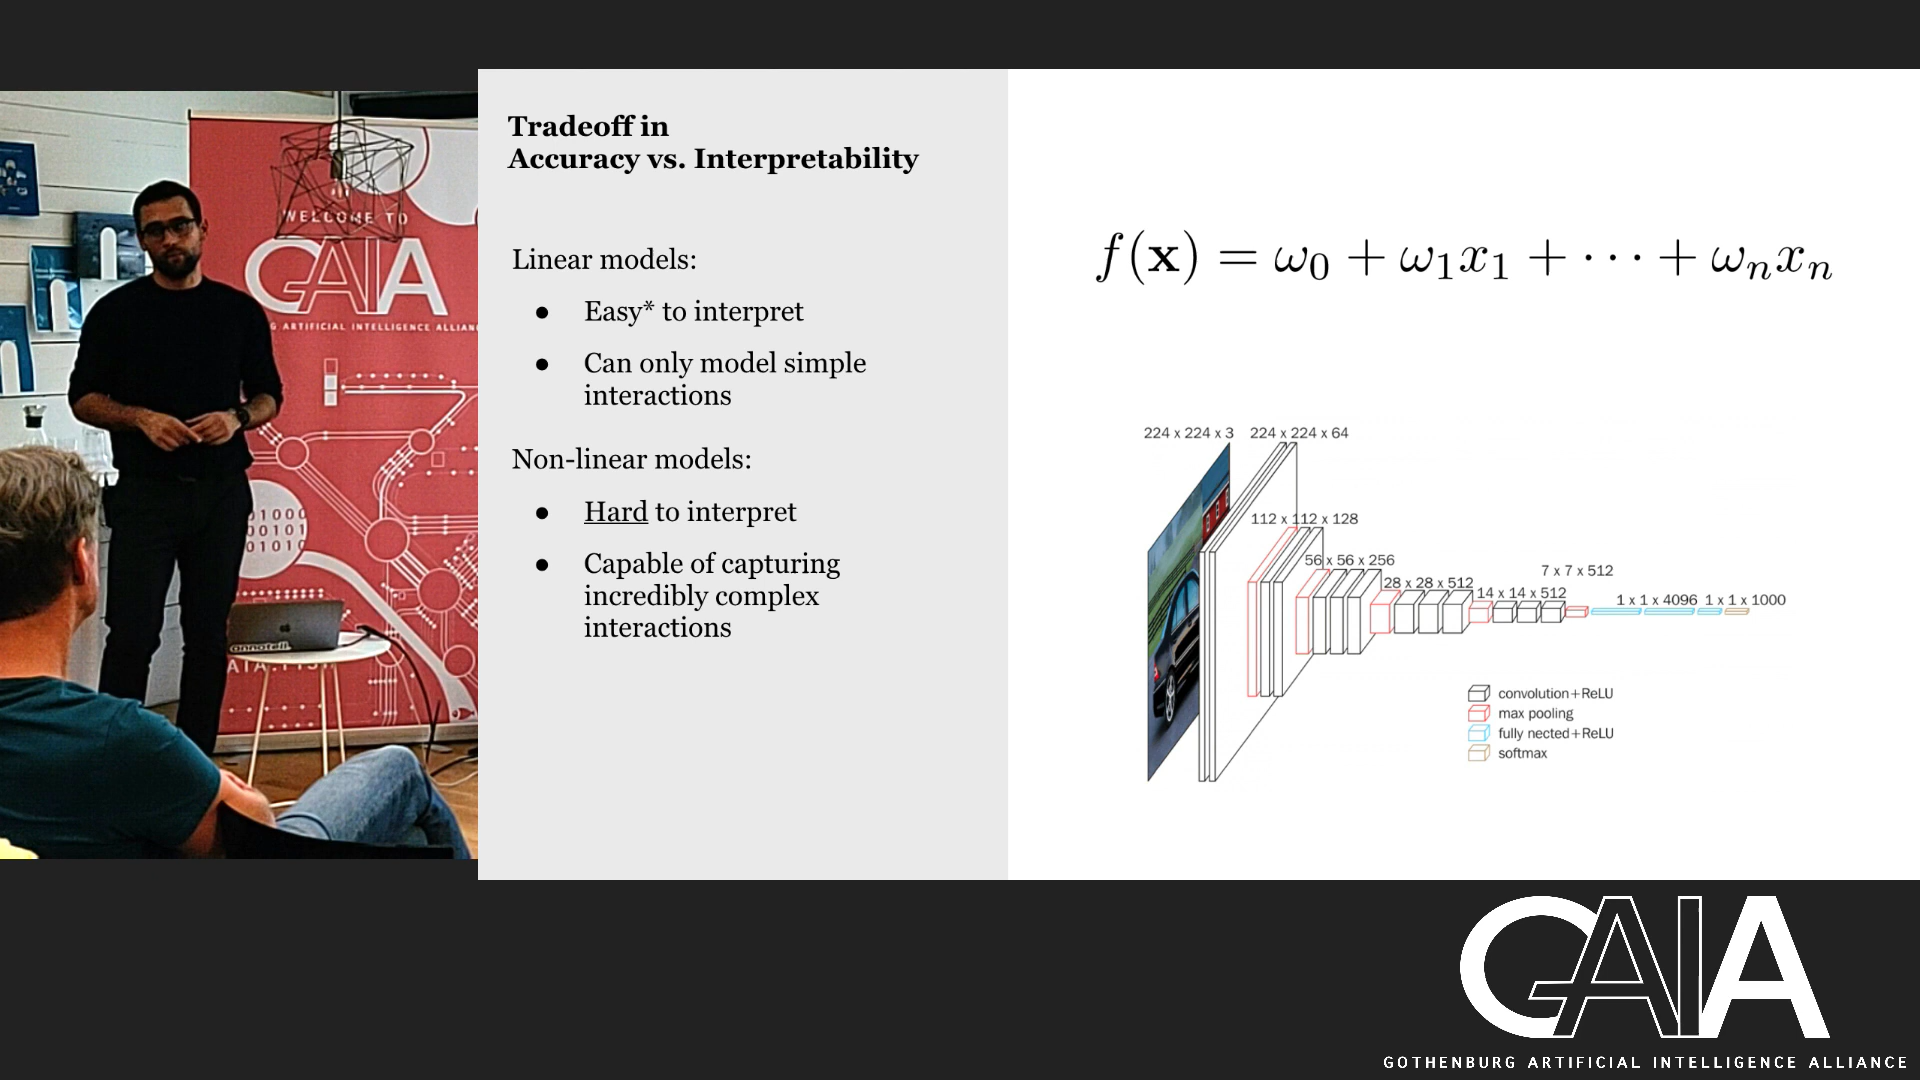 WELCOME TO
GAIA
G ARTIFICIAL INTELLIGENCE ALLIAN
01000
00101
01010
annotell
Tradeoff in
Accuracy vs. Interpretability
Linear models:
● Easy* to interpret
● Can only model simple
interactions
Non-linear models:
● Hard to interpret
● Capable of capturing
incredibly complex
interactions
f(x) = ω₀ + ω₁x₁ + ··· + ωₙxₙ
224 x 224 x 3 224 x 224 x 64
112 x 112 x 128
56 x 56 x 256
28 x 28 x 512
14 x 14 x 512
7 x 7 x 512
1 x 1 x 4096 1 x 1 x 1000
convolution+ReLU
max pooling
fully nected+ReLU
softmax
GAIA
GOTHENBURG ARTIFICIAL INTELLIGENCE ALLIANCE